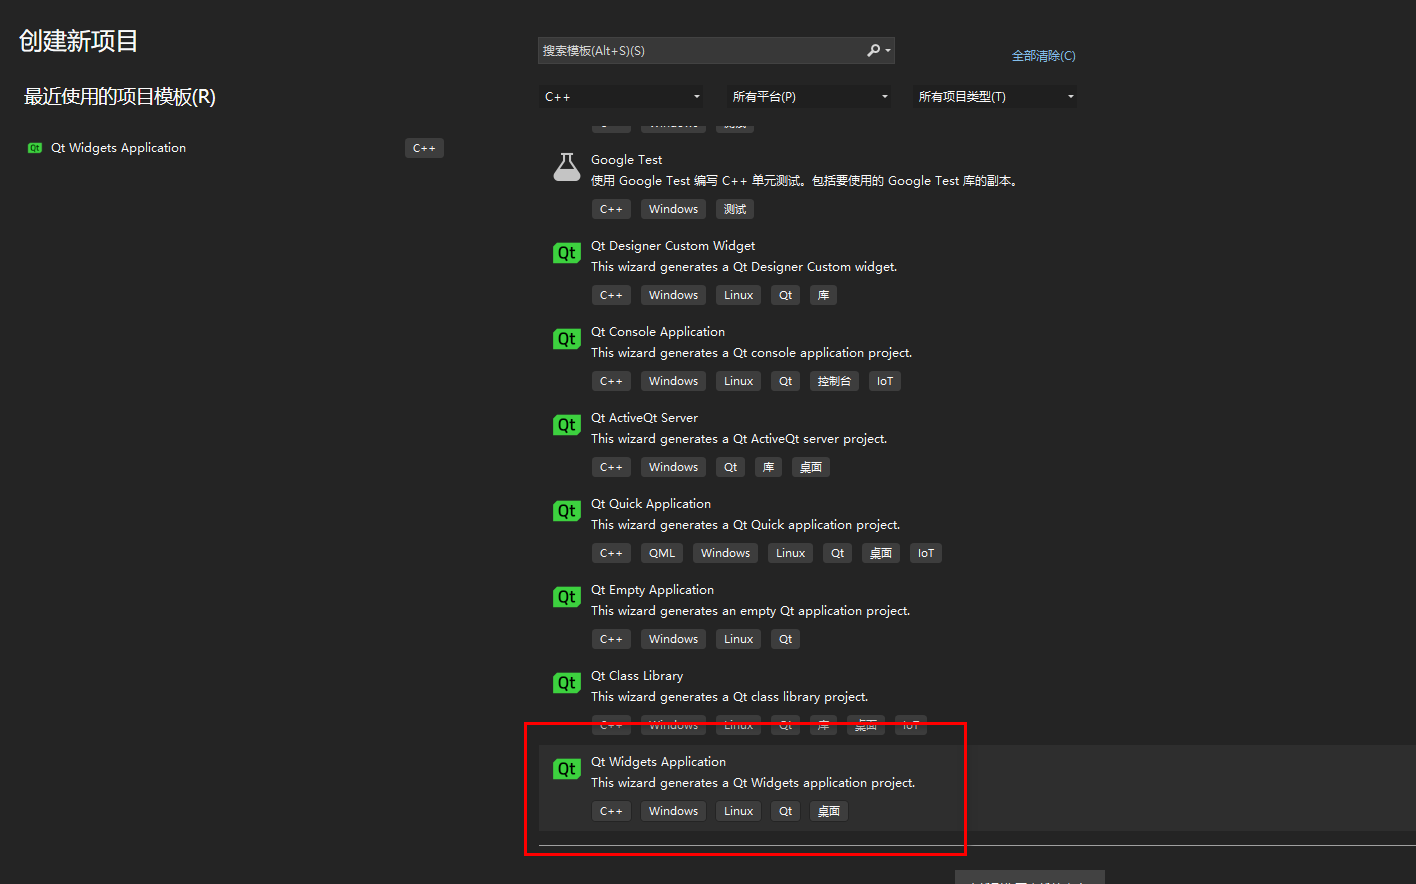 创建新项目
最近使用的项目模板(R)
Qt Qt Widgets Application C++
搜索模板(Alt+S)(S)
全部清除(C)
C++ 所有平台(P) 所有项目类型(T)
Google Test
使用 Google Test 编写 C++ 单元测试。包括要使用的 Google Test 库的副本。
C++ Windows 测试
Qt Qt Designer Custom Widget
This wizard generates a Qt Designer Custom widget.
C++ Windows Linux Qt 库
Qt Qt Console Application
This wizard generates a Qt console application project.
C++ Windows Linux Qt 控制台 IoT
Qt Qt ActiveQt Server
This wizard generates a Qt ActiveQt server project.
C++ Windows Qt 库 桌面
Qt Qt Quick Application
This wizard generates a Qt Quick application project.
C++ QML Windows Linux Qt 桌面 IoT
Qt Qt Empty Application
This wizard generates an empty Qt application project.
C++ Windows Linux Qt
Qt Qt Class Library
This wizard generates a Qt class library project.
C++ Windows Linux Qt 库 桌面 IoT
Qt Qt Widgets Application
This wizard generates a Qt Widgets application project.
C++ Windows Linux Qt 桌面